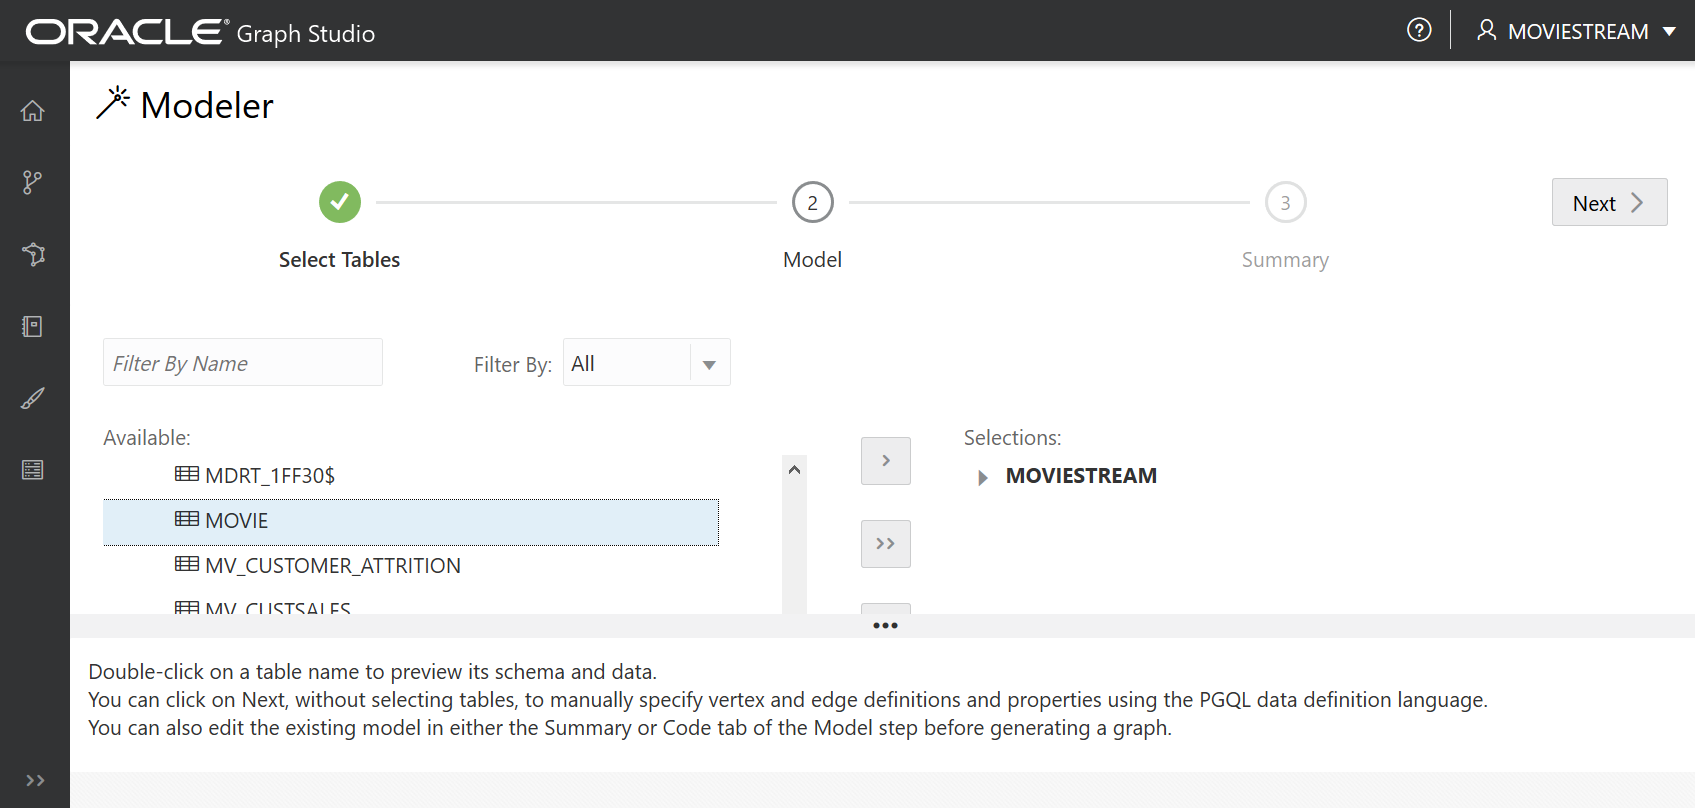 ORACLE® Graph Studio
MOVIESTREAM
Modeler
2
3
Next
Select Tables
Model
Summary
Filter By Name
Filter By:
All
Available:
Selections:
MDRT_1FF30$
MOVIESTREAM
MOVIE
MV_CUSTOMER_ATTRITION
MV_CUSTSALES
Double-click on a table name to preview its schema and data.
You can click on Next, without selecting tables, to manually specify vertex and edge definitions and properties using the PGQL data definition language.
You can also edit the existing model in either the Summary or Code tab of the Model step before generating a graph.